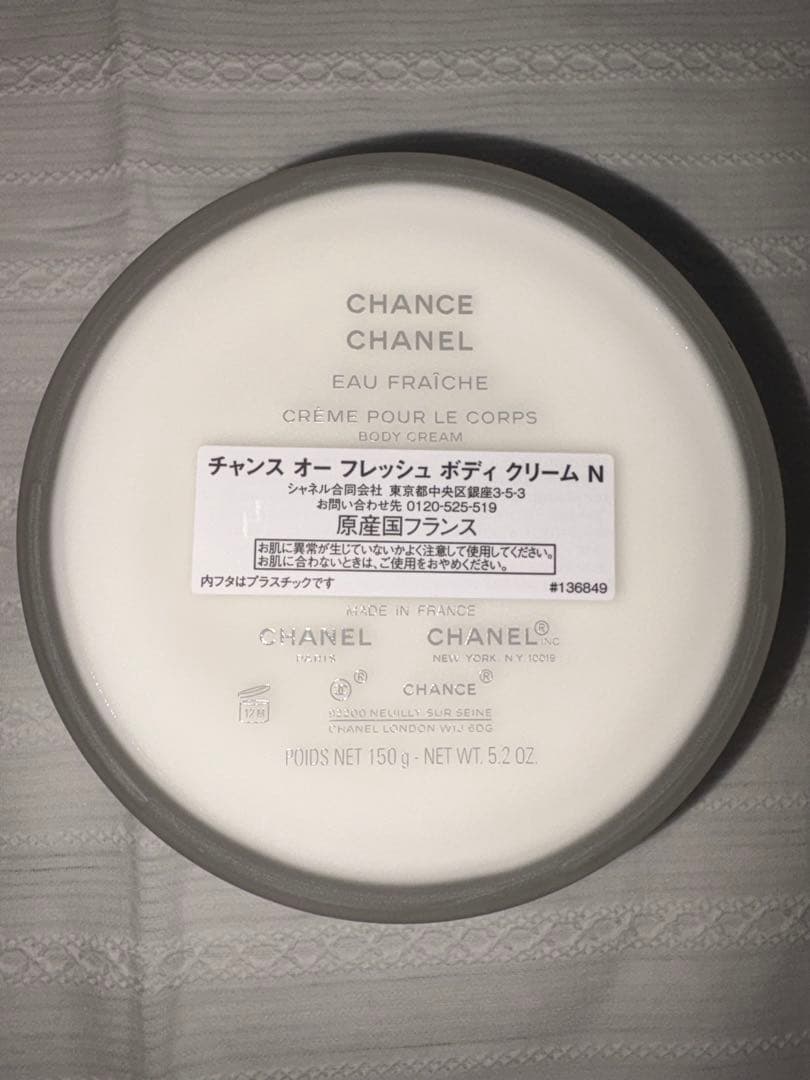 CHANCE
CHANEL
EAU FRAÎCHE
CRÈME POUR LE CORPS
BODY CREAM
チャンス オー フレッシュ ボディ クリーム N
シャネル合同会社 東京都中央区銀座3-5-3
お問い合わせ先 0120-525-519
原産国フランス
お肌に異常が生じていないかよく注意して使用してください。
お肌に合わないときは、ご使用をおやめください。
内フタはプラスチックです #136849
MADE IN FRANCE
CHANEL CHANEL® INC
PARIS NEW YORK. N.Y. 10019
® CHANCE®
12 M
92200 NEUILLY SUR SEINE
CHANEL LONDON W1J 6DG
POIDS NET 150 g - NET WT. 5.2 OZ.